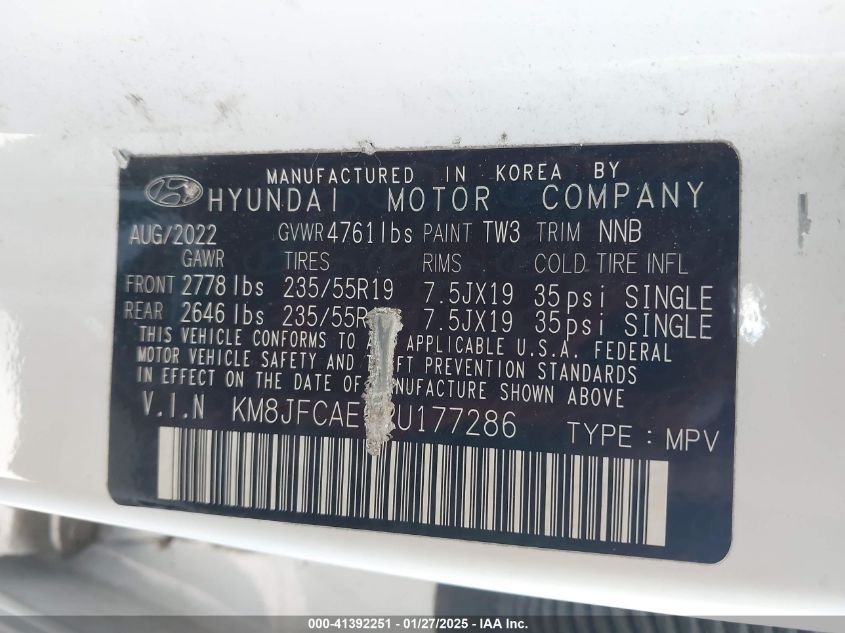 MANUFACTURED IN KOREA BY
HYUNDAI MOTOR COMPANY
AUG/2022 GVWR 4761 lbs PAINT TW3 TRIM NNB
GAWR TIRES RIMS COLD TIRE INFL
FRONT 2778 lbs 235/55R19 7.5JX19 35psi SINGLE
REAR 2646 lbs 7.5JX19 35psi SINGLE
THIS VEHICLE CONFORMS TO APPLICABLE U.S.A. FEDERAL
MOTOR VEHICLE SAFETY AND PREVENTION STANDARDS
IN EFFECT ON THE DATE MANUFACTURE SHOWN ABOVE
V.I.N TYPE : MPV
000-41392251 - 01/27/2025 - IAA Inc.